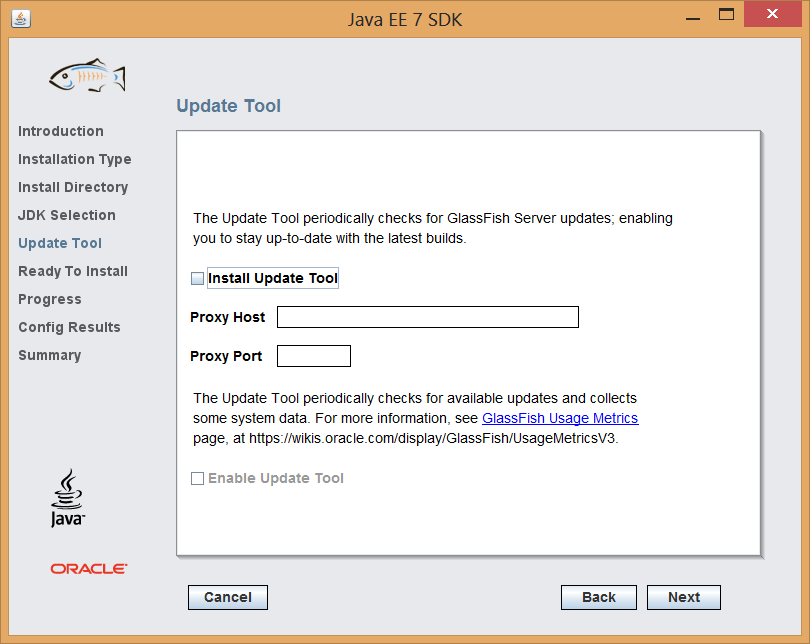 Java EE 7 SDK
Introduction
Installation Type
Install Directory
JDK Selection
Update Tool
Ready To Install
Progress
Config Results
Summary
Java
ORACLE
Update Tool
The Update Tool periodically checks for GlassFish Server updates; enabling
you to stay up-to-date with the latest builds.
Install Update Tool
Proxy Host
Proxy Port
The Update Tool periodically checks for available updates and collects
some system data. For more information, see GlassFish Usage Metrics
page, at https://wikis.oracle.com/display/GlassFish/UsageMetricsV3.
Enable Update Tool
Cancel
Back
Next